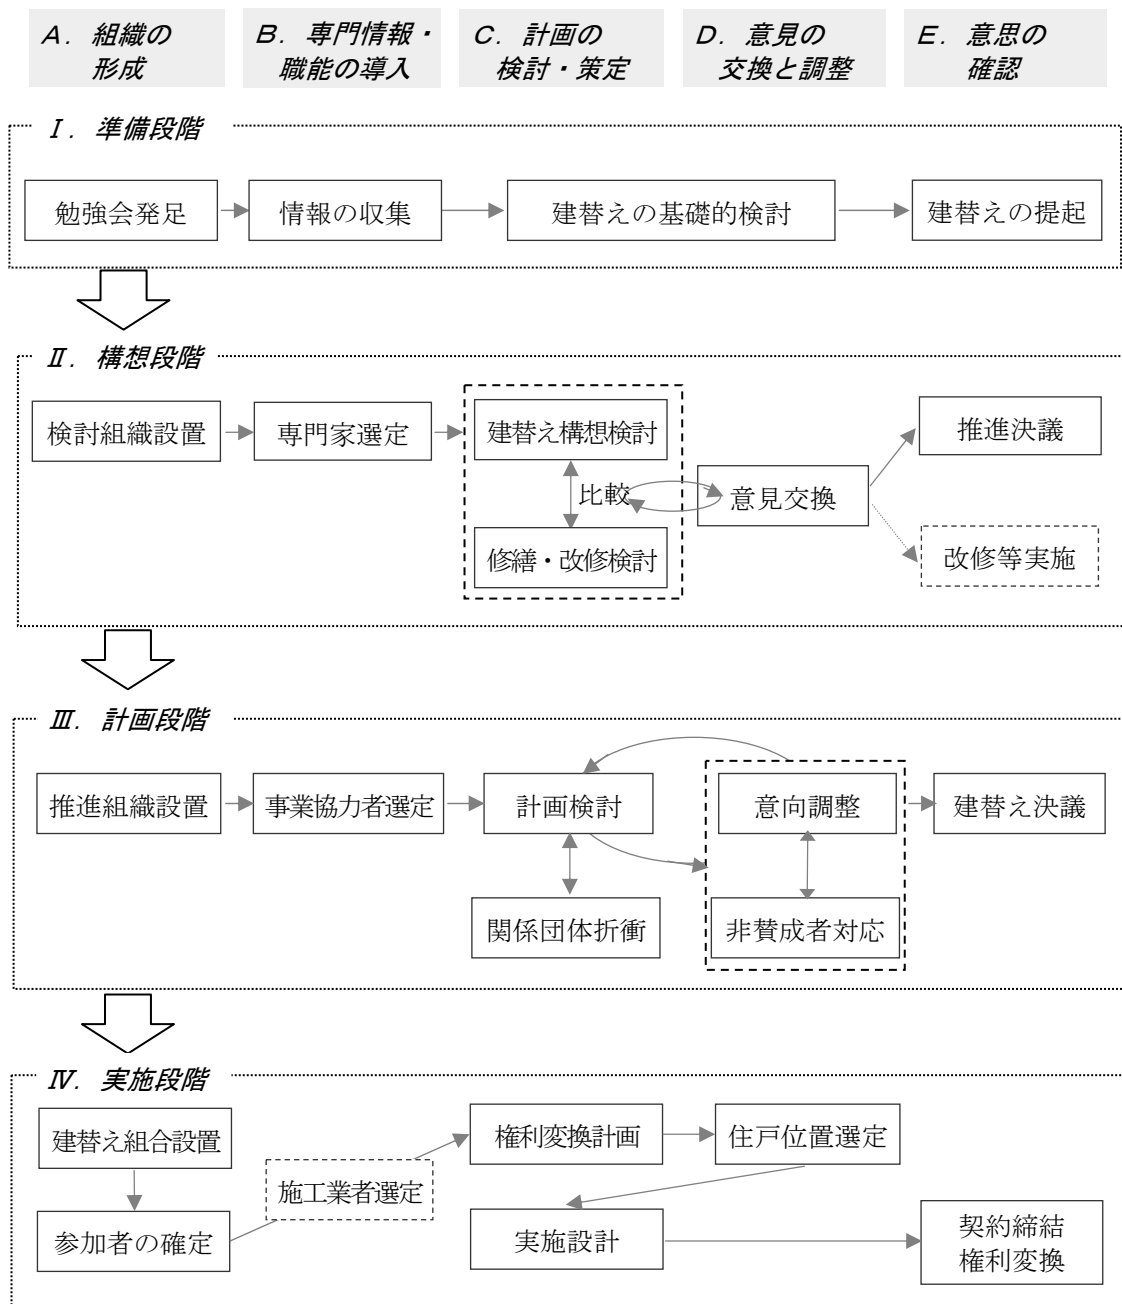 A．組織の
形成
B．専門情報・
職能の導入
C．計画の
検討・策定
D．意見の
交換と調整
E．意思の
確認
Ⅰ．準備段階
勉強会発足
情報の収集
建替えの基礎的検討
建替えの提起
Ⅱ．構想段階
検討組織設置
専門家選定
建替え構想検討
比較
修繕・改修検討
意見交換
推進決議
改修等実施
Ⅲ．計画段階
推進組織設置
事業協力者選定
計画検討
意向調整
建替え決議
関係団体折衝
非賛成者対応
Ⅳ．実施段階
建替え組合設置
参加者の確定
施工業者選定
権利変換計画
住戸位置選定
実施設計
契約締結
権利変換